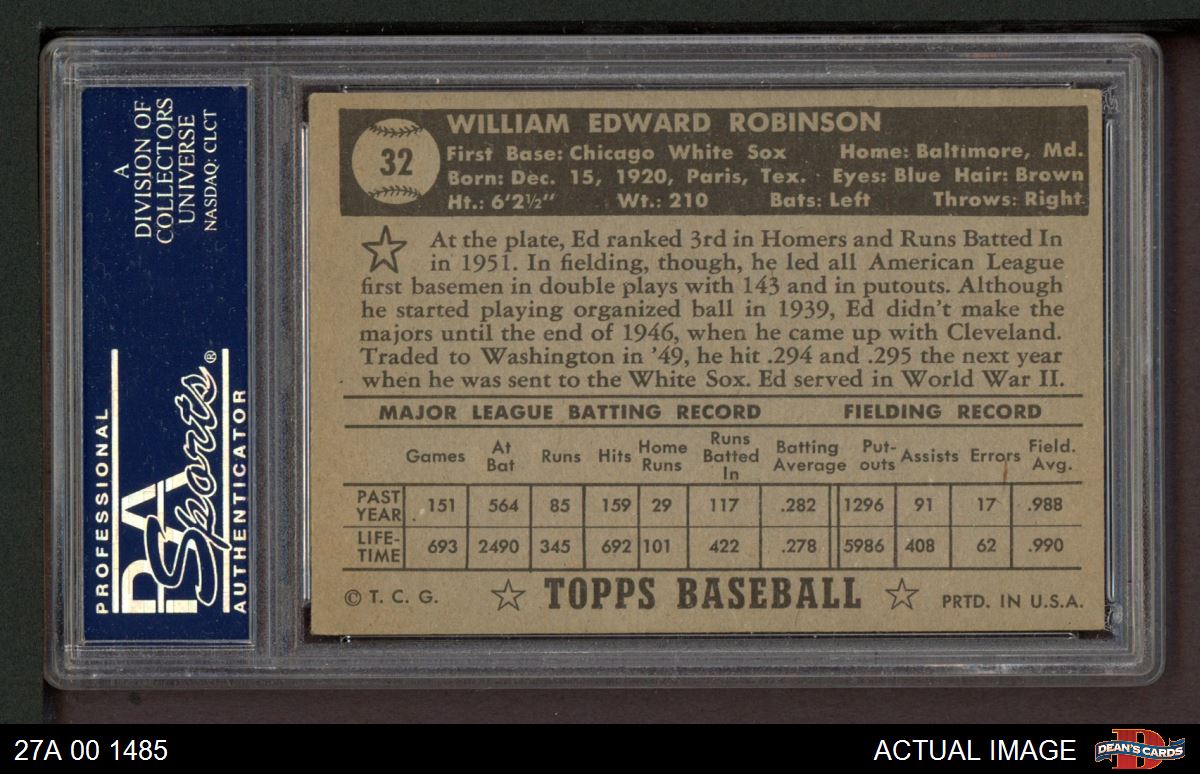 A
DIVISION OF
COLLECTORS
UNIVERSE
NASDAQ: CLCT
PROFESSIONAL
PSA
Sports®
AUTHENTICATOR
32
WILLIAM EDWARD ROBINSON
First Base: Chicago White Sox Home: Baltimore, Md.
Born: Dec. 15, 1920, Paris, Tex. Eyes: Blue Hair: Brown
Ht.: 6'2½" Wt.: 210 Bats: Left Throws: Right
At the plate, Ed ranked 3rd in Homers and Runs Batted In
in 1951. In fielding, though, he led all American League
first basemen in double plays with 143 and in putouts. Although
he started playing organized ball in 1939, Ed didn't make the
majors until the end of 1946, when he came up with Cleveland.
Traded to Washington in '49, he hit .294 and .295 the next year
when he was sent to the White Sox. Ed served in World War II.
MAJOR LEAGUE BATTING RECORD FIELDING RECORD
Games At Bat Runs Hits Home Runs Runs Batted In Batting Average Put-outs Assists Errors Field. Avg.
PAST YEAR 151 564 85 159 29 117 .282 1296 91 17 .988
LIFE-TIME 693 2490 345 692 101 422 .278 5986 408 62 .990
© T. C. G. ☆ TOPPS BASEBALL ☆ PRTD. IN U.S.A.
27A 00 1485
ACTUAL IMAGE
DEAN'S CARDS